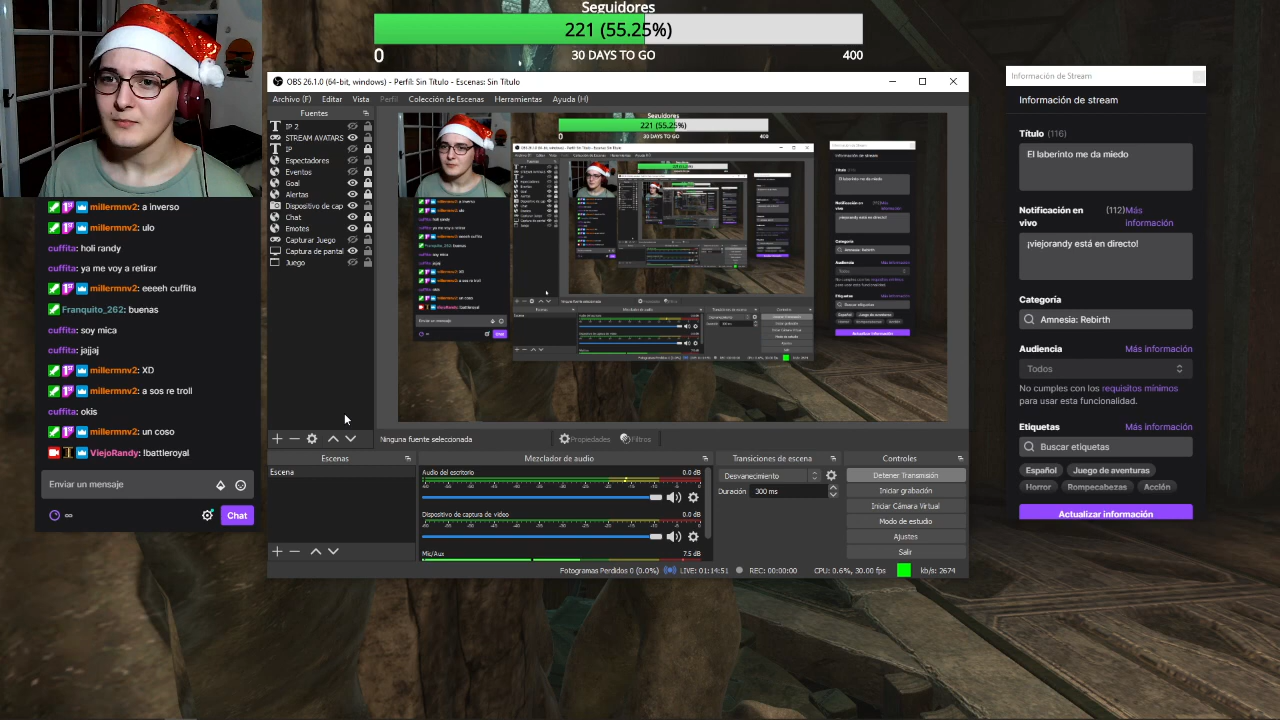 Seguidores
221 (55.25%)
0
30 DAYS TO GO
400
OBS 26.1.0 (64-bit, windows) - Perfil: Sin Título - Escenas: Sin Título
Archivo (F)
Editar
Vista
Perfil
Colección de Escenas
Herramientas
Ayuda (H)
Fuentes
IP 2
STREAM AVATARS
IP
Espectadores
Eventos
Goal
Alertas
Dispositivo de cap
Chat
Emotes
Capturar Juego
Captura de pantal
Juego
millermnv2: a inverso
millermnv2: ulo
cuffita: holi randy
cuffita: ya me voy a retirar
millermnv2: eeeeh cuffita
Franquito_262: buenas
cuffita: soy mica
cuffita: jajjaj
millermnv2: XD
millermnv2: a sos re troll
cuffita: okis
millermnv2: un coso
ViejoRandy: !battleroyal
Enviar un mensaje
∞
Chat
Ninguna fuente seleccionada
Propiedades
Filtros
Escenas
Escena
Mezclador de audio
Audio del escritorio
0.0 dB
Dispositivo de captura de vídeo
0.0 dB
Mic/Aux
7.5 dB
Transiciones de escena
Desvanecimiento
Duración
300 ms
Controles
Detener Transmisión
Iniciar grabación
Iniciar Cámara Virtual
Modo de estudio
Ajustes
Salir
Fotogramas Perdidos 0 (0.0%)
LIVE: 01:14:51
REC: 00:00:00
CPU: 0.6%, 30.00 fps
kb/s: 2674
Información de Stream
Información de stream
Título (116)
El laberinto me da miedo
Notificación en vivo
(112)
Más información
¡viejorandy está en directo!
Categoría
Amnesia: Rebirth
Audiencia
Más información
Todos
No cumples con los requisitos mínimos
para usar esta funcionalidad.
Etiquetas
Más información
Buscar etiquetas
Español
Juego de aventuras
Horror
Rompecabezas
Acción
Actualizar información